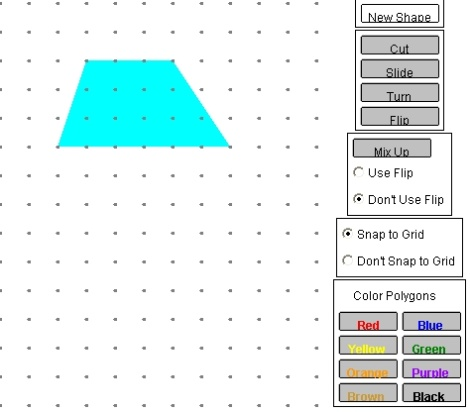 New Shape
Cut
Slide
Turn
Flip
Mix Up
Use Flip
Don't Use Flip
Snap to Grid
Don't Snap to Grid
Color Polygons
Red Blue
Yellow Green
Orange Purple
Brown Black